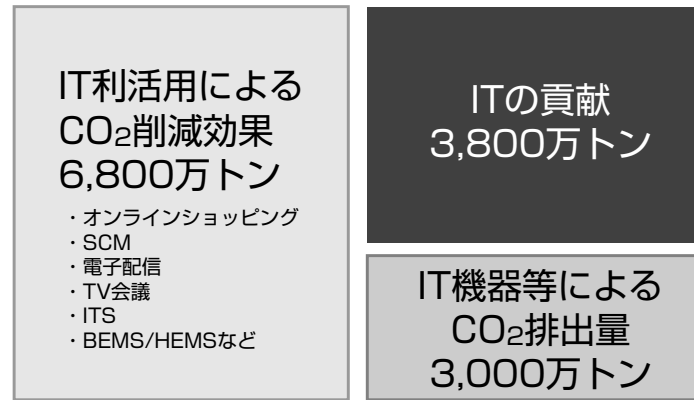 IT利活用による
CO₂削減効果
6,800万トン
・オンラインショッピング
・SCM
・電子配信
・TV会議
・ITS
・BEMS/HEMSなど
ITの貢献
3,800万トン
IT機器等による
CO₂排出量
3,000万トン